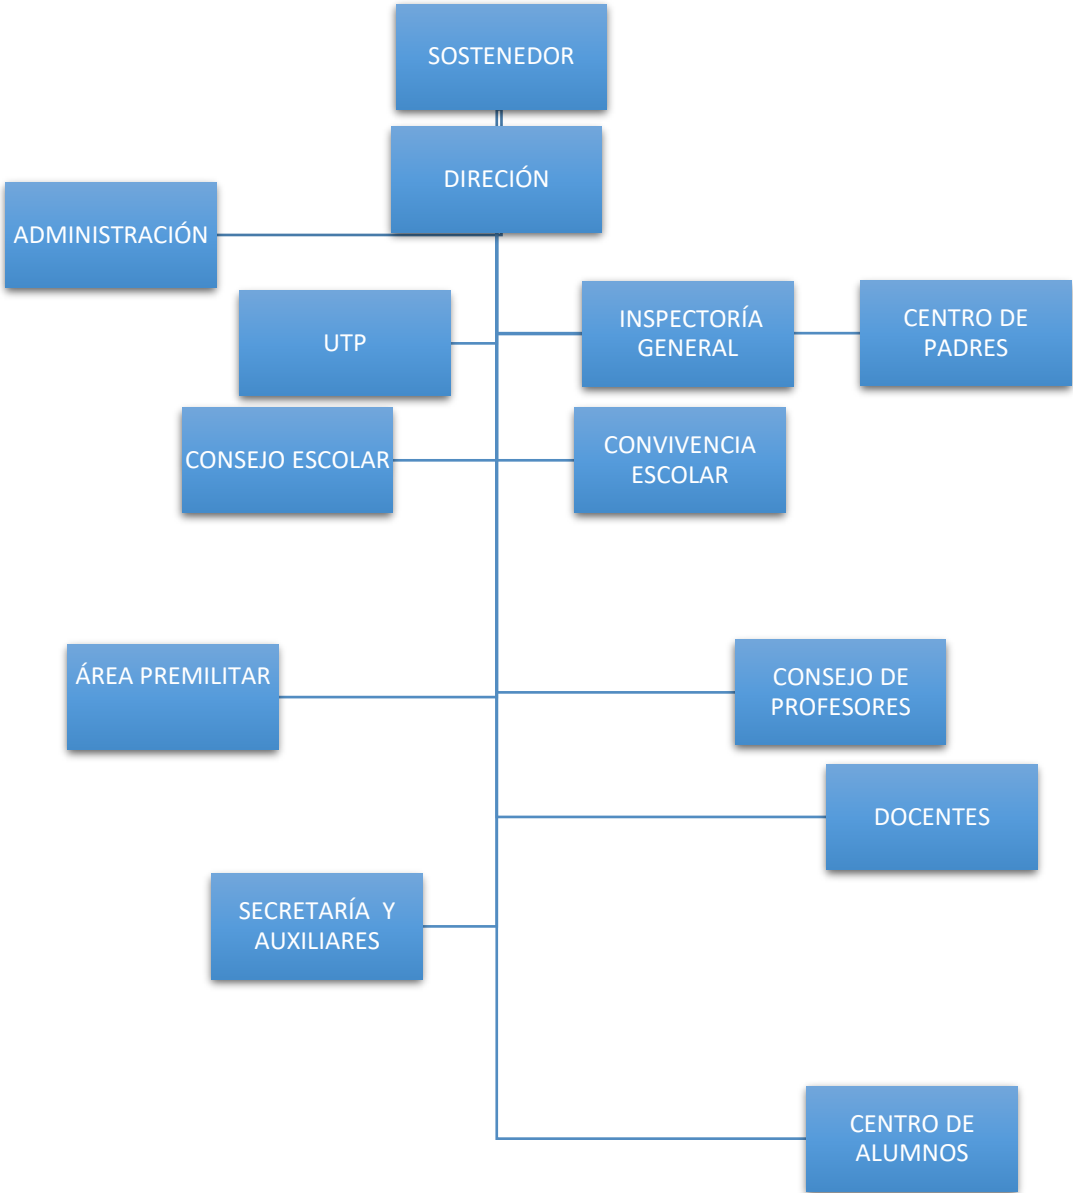 SOSTENEDOR
DIRECIÓN
ADMINISTRACIÓN
UTP
INSPECTORÍA
GENERAL
CENTRO DE
PADRES
CONSEJO ESCOLAR
CONVIVENCIA
ESCOLAR
ÁREA PREMILITAR
CONSEJO DE
PROFESORES
DOCENTES
SECRETARÍA Y
AUXILIARES
CENTRO DE
ALUMNOS